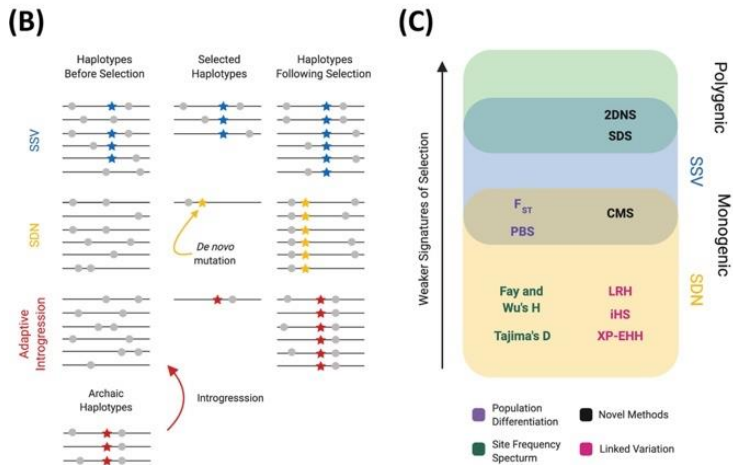 (B)
Haplotypes
Before Selection
Selected
Haplotypes
Haplotypes
Following Selection
SSV
SDN
De novo
mutation
Adaptive
Introgression
Archaic
Haplotypes
Introgresssion
(C)
Weaker Signatures of Selection
2DNS
SDS
FST
PBS
CMS
Fay and
Wu's H
Tajima's D
LRH
iHS
XP-EHH
Polygenic
Monogenic
SSV
SDN
Population
Differentiation
Novel Methods
Site Frequency
Specturm
Linked Variation